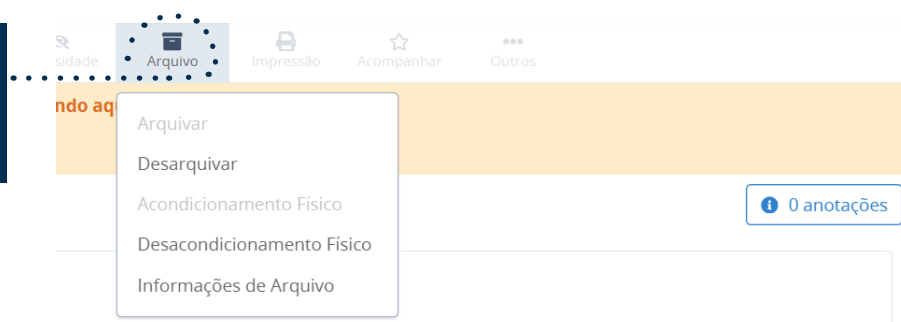 sidade
Arquivo
Impressão
Acompanhar
Outros
ndo aq
Arquivar
Desarquivar
Acondicionamento Físico
Desacondicionamento Físico
Informações de Arquivo
0 anotações